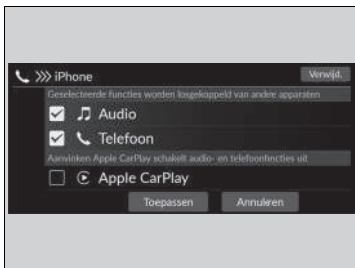 iPhone
Verwijd.
Geselecteerde functies worden losgekoppeld van andere apparaten
Audio
Telefoon
Aanvinken Apple CarPlay schakelt audio- en telefoonfuncties uit
Apple CarPlay
Toepassen
Annuleren